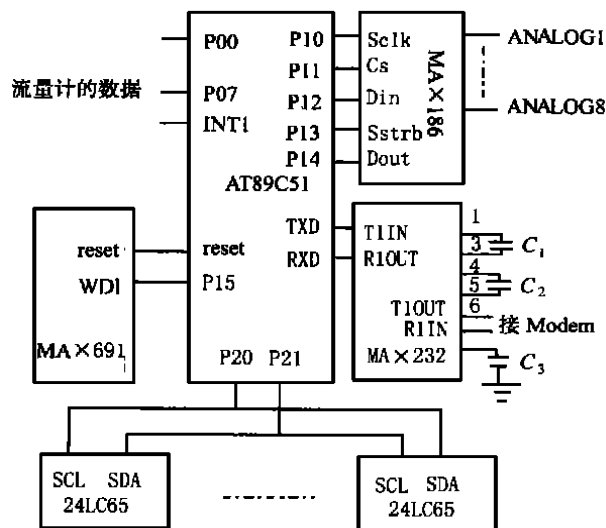 P00
流量计的数据
P07
INT1
P10
P11
P12
P13
P14
AT89C51
TXD
RXD
reset
P15
P20 P21
Sclk
Cs
Din
Sstrb
Dout
MA×186
ANALOG1
ANALOG8
reset
WDI
MA×691
T1IN
R1OUT
T1OUT
R1IN
MA×232
1
3
4
5
6
C₁
C₂
接 Modem
C₃
SCL SDA
24LC65
SCL SDA
24LC65